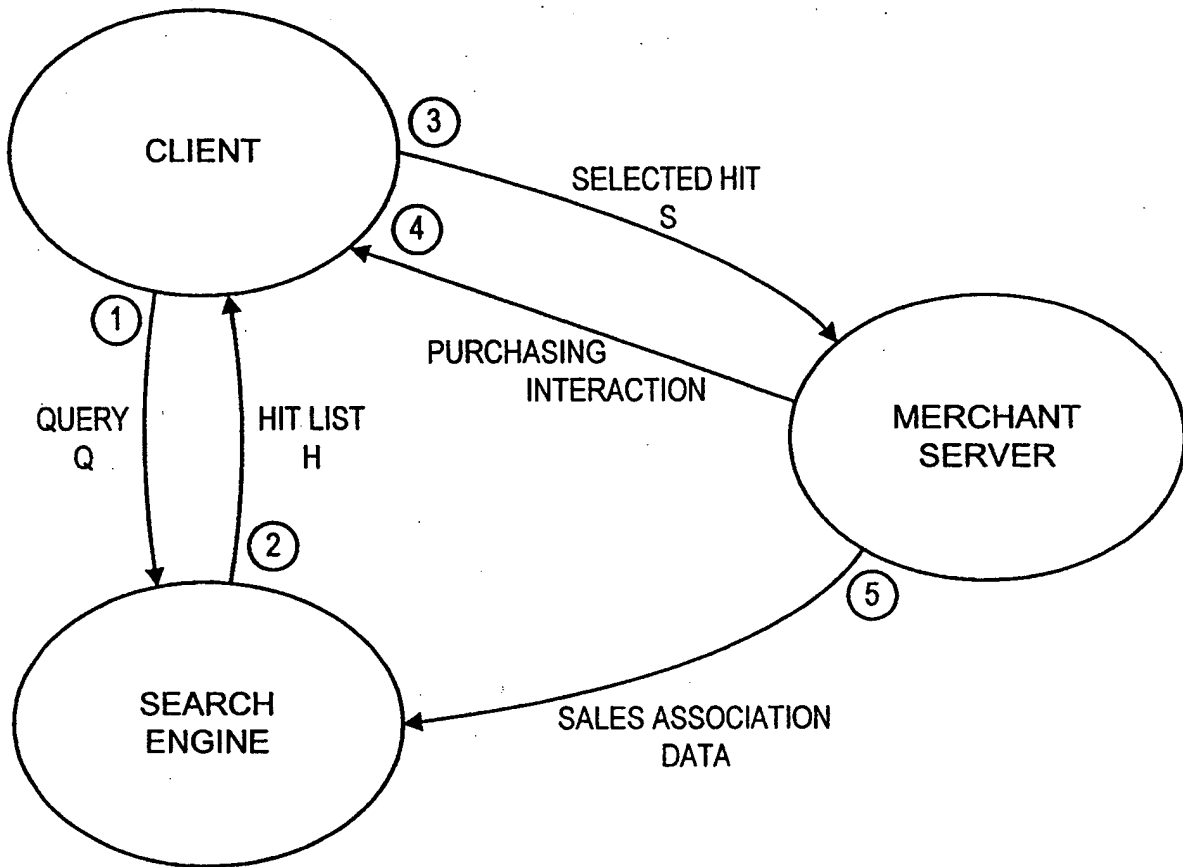 CLIENT
3
SELECTED HIT
S
4
1
PURCHASING
INTERACTION
QUERY
Q
HIT LIST
H
MERCHANT
SERVER
2
5
SEARCH
ENGINE
SALES ASSOCIATION
DATA